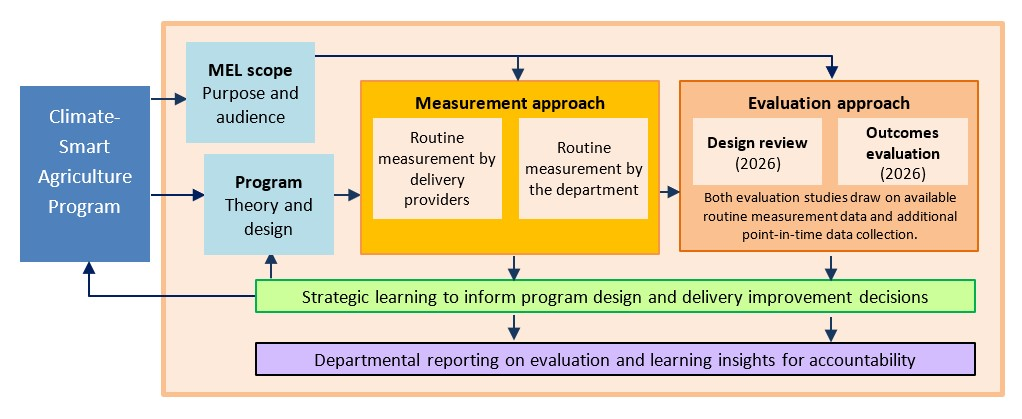 Climate-
Smart
Agriculture
Program
MEL scope
Purpose and
audience
Program
Theory and
design
Measurement approach
Routine
measurement by
delivery
providers
Routine
measurement by
the department
Evaluation approach
Design review
(2026)
Outcomes
evaluation
(2026)
Both evaluation studies draw on available
routine measurement data and additional
point-in-time data collection.
Strategic learning to inform program design and delivery improvement decisions
Departmental reporting on evaluation and learning insights for accountability